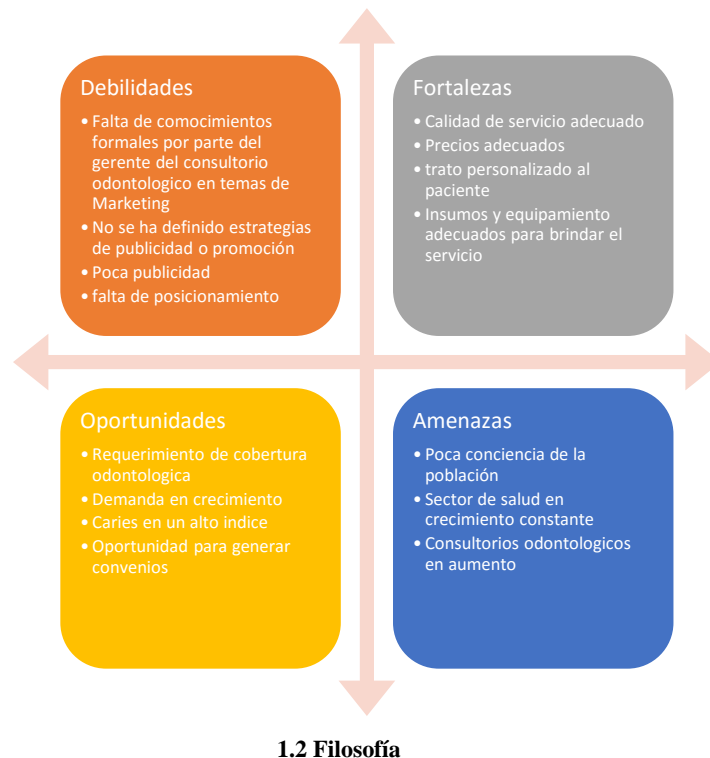 Debilidades
• Falta de comocimientos
formales por parte del
gerente del consultorio
odontologico en temas de
Marketing
• No se ha definido estrategias
de publicidad o promoción
• Poca publicidad
• falta de posicionamiento
Fortalezas
• Calidad de servicio adecuado
• Precios adecuados
• trato personalizado al
paciente
• Insumos y equipamiento
adecuados para brindar el
servicio
Oportunidades
• Requerimiento de cobertura
odontologica
• Demanda en crecimiento
• Caries en un alto indice
• Oportunidad para generar
convenios
Amenazas
• Poca conciencia de la
población
• Sector de salud en
crecimiento constante
• Consultorios odontologicos
en aumento
1.2 Filosofía